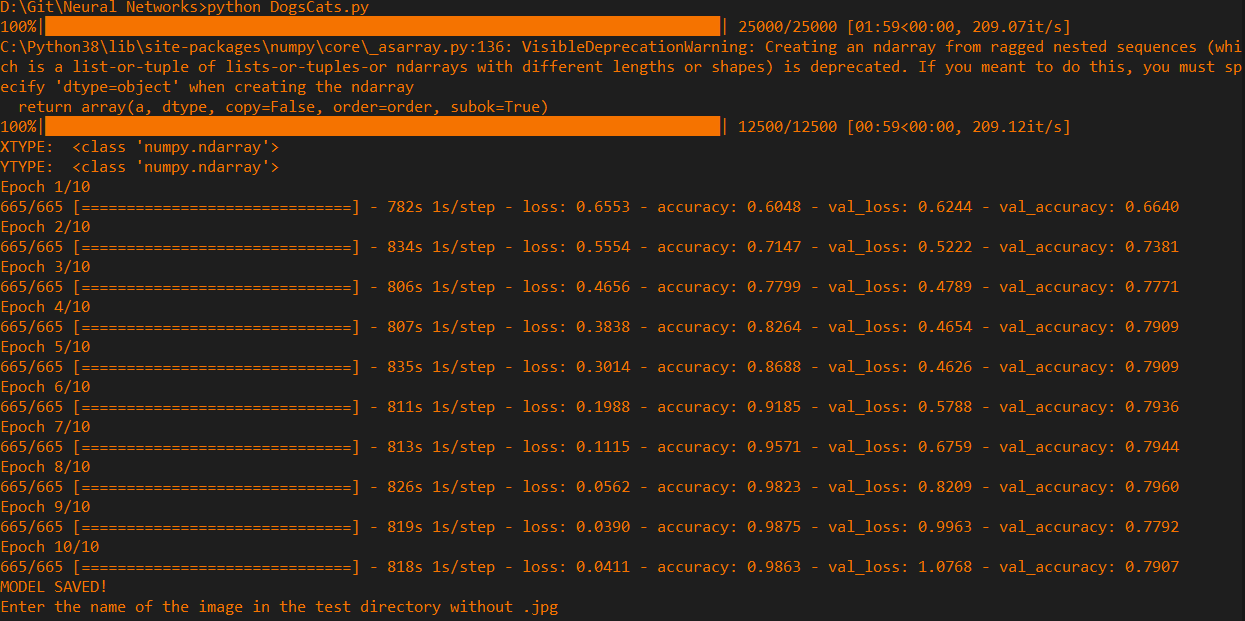 D:\Git\Neural Networks>python DogsCats.py
100%| | 25000/25000 [01:59<00:00, 209.07it/s]
C:\Python38\lib\site-packages\numpy\core\_asarray.py:136: VisibleDeprecationWarning: Creating an ndarray from ragged nested sequences (whi
ch is a list-or-tuple of lists-or-tuples-or ndarrays with different lengths or shapes) is deprecated. If you meant to do this, you must sp
ecify 'dtype=object' when creating the ndarray
  return array(a, dtype, copy=False, order=order, subok=True)
100%| | 12500/12500 [00:59<00:00, 209.12it/s]
XTYPE:  <class 'numpy.ndarray'>
YTYPE:  <class 'numpy.ndarray'>
Epoch 1/10
665/665 [==============================] - 782s 1s/step - loss: 0.6553 - accuracy: 0.6048 - val_loss: 0.6244 - val_accuracy: 0.6640
Epoch 2/10
665/665 [==============================] - 834s 1s/step - loss: 0.5554 - accuracy: 0.7147 - val_loss: 0.5222 - val_accuracy: 0.7381
Epoch 3/10
665/665 [==============================] - 806s 1s/step - loss: 0.4656 - accuracy: 0.7799 - val_loss: 0.4789 - val_accuracy: 0.7771
Epoch 4/10
665/665 [==============================] - 807s 1s/step - loss: 0.3838 - accuracy: 0.8264 - val_loss: 0.4654 - val_accuracy: 0.7909
Epoch 5/10
665/665 [==============================] - 835s 1s/step - loss: 0.3014 - accuracy: 0.8688 - val_loss: 0.4626 - val_accuracy: 0.7909
Epoch 6/10
665/665 [==============================] - 811s 1s/step - loss: 0.1988 - accuracy: 0.9185 - val_loss: 0.5788 - val_accuracy: 0.7936
Epoch 7/10
665/665 [==============================] - 813s 1s/step - loss: 0.1115 - accuracy: 0.9571 - val_loss: 0.6759 - val_accuracy: 0.7944
Epoch 8/10
665/665 [==============================] - 826s 1s/step - loss: 0.0562 - accuracy: 0.9823 - val_loss: 0.8209 - val_accuracy: 0.7960
Epoch 9/10
665/665 [==============================] - 819s 1s/step - loss: 0.0390 - accuracy: 0.9875 - val_loss: 0.9963 - val_accuracy: 0.7792
Epoch 10/10
665/665 [==============================] - 818s 1s/step - loss: 0.0411 - accuracy: 0.9863 - val_loss: 1.0768 - val_accuracy: 0.7907
MODEL SAVED!
Enter the name of the image in the test directory without .jpg